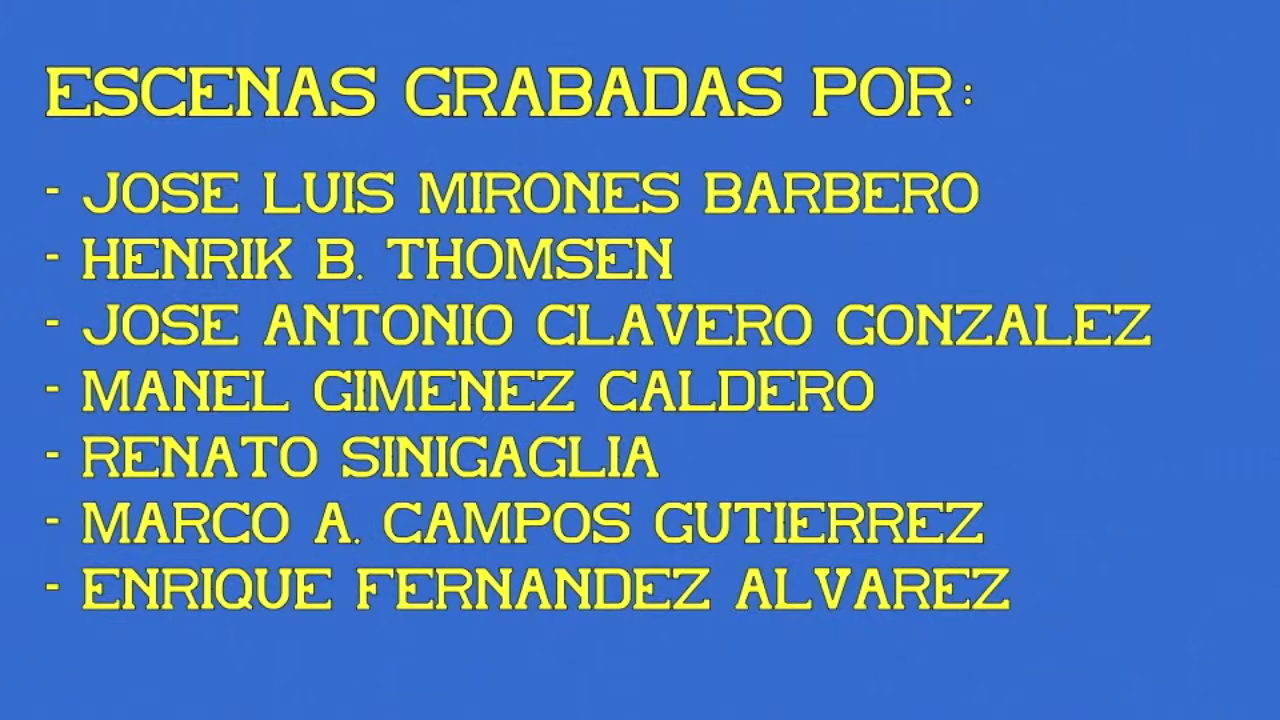 ESCENAS GRABADAS POR:
- JOSE LUIS MIRONES BARBERO
- HENRIK B. THOMSEN
- JOSE ANTONIO CLAVERO GONZALEZ
- MANEL GIMENEZ CALDERO
- RENATO SINIGAGLIA
- MARCO A. CAMPOS GUTIERREZ
- ENRIQUE FERNANDEZ ALVAREZ